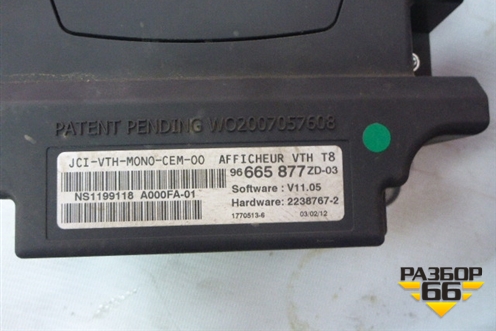 PATENT PENDING WO2007057608
JCI-VTH-MONO-CEM-00 AFFICHEUR VTH T8
96 665 877 ZD-03
NS1199118 A000FA-01
Software : V11.05
Hardware: 2238767-2
1770513-6 03/02/12
РАЗБОР
66